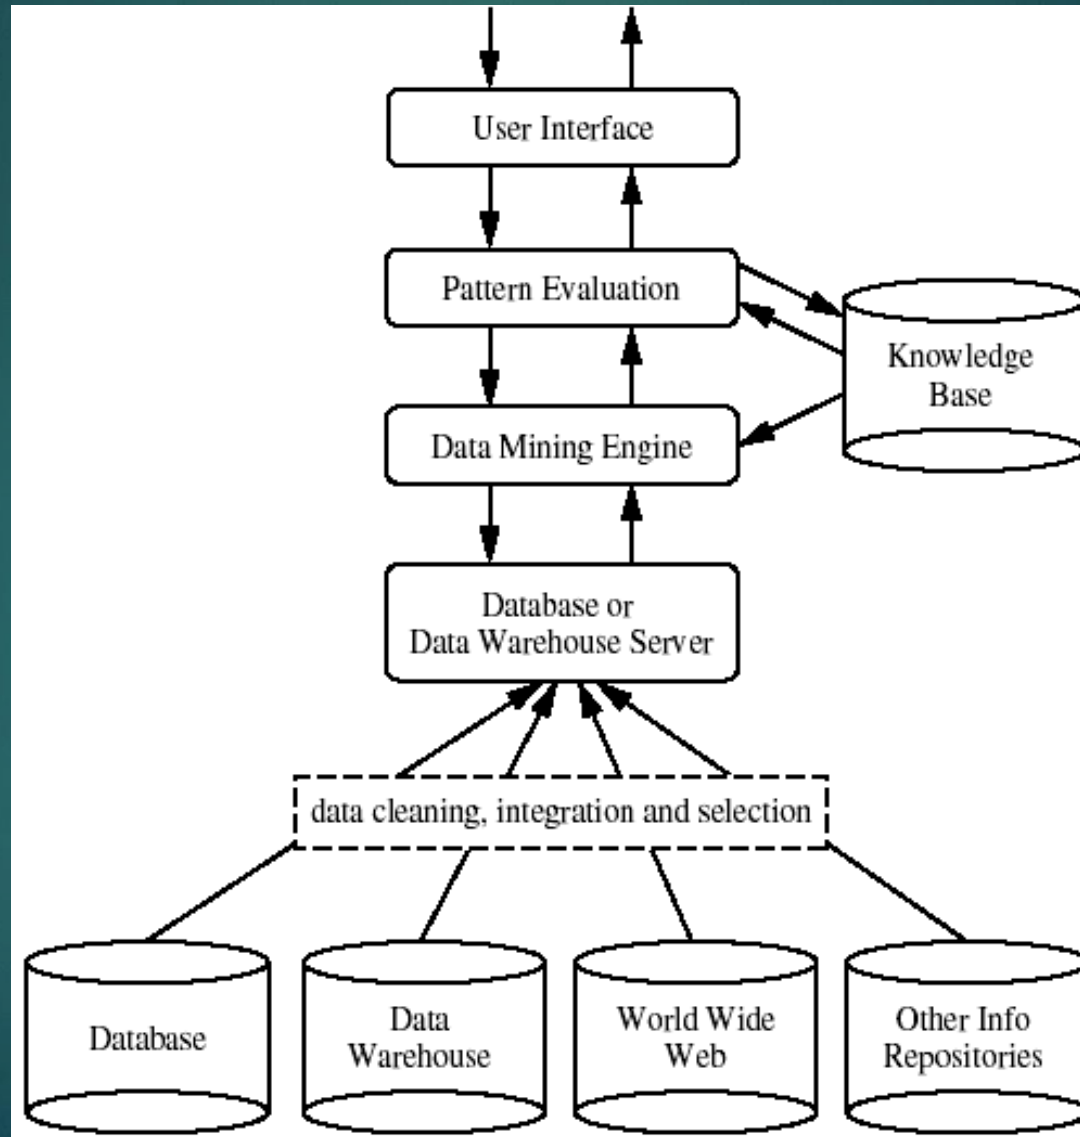 User Interface
Pattern Evaluation
Knowledge
Base
Data Mining Engine
Database or
Data Warehouse Server
data cleaning, integration and selection
Database
Data
Warehouse
World Wide
Web
Other Info
Repositories